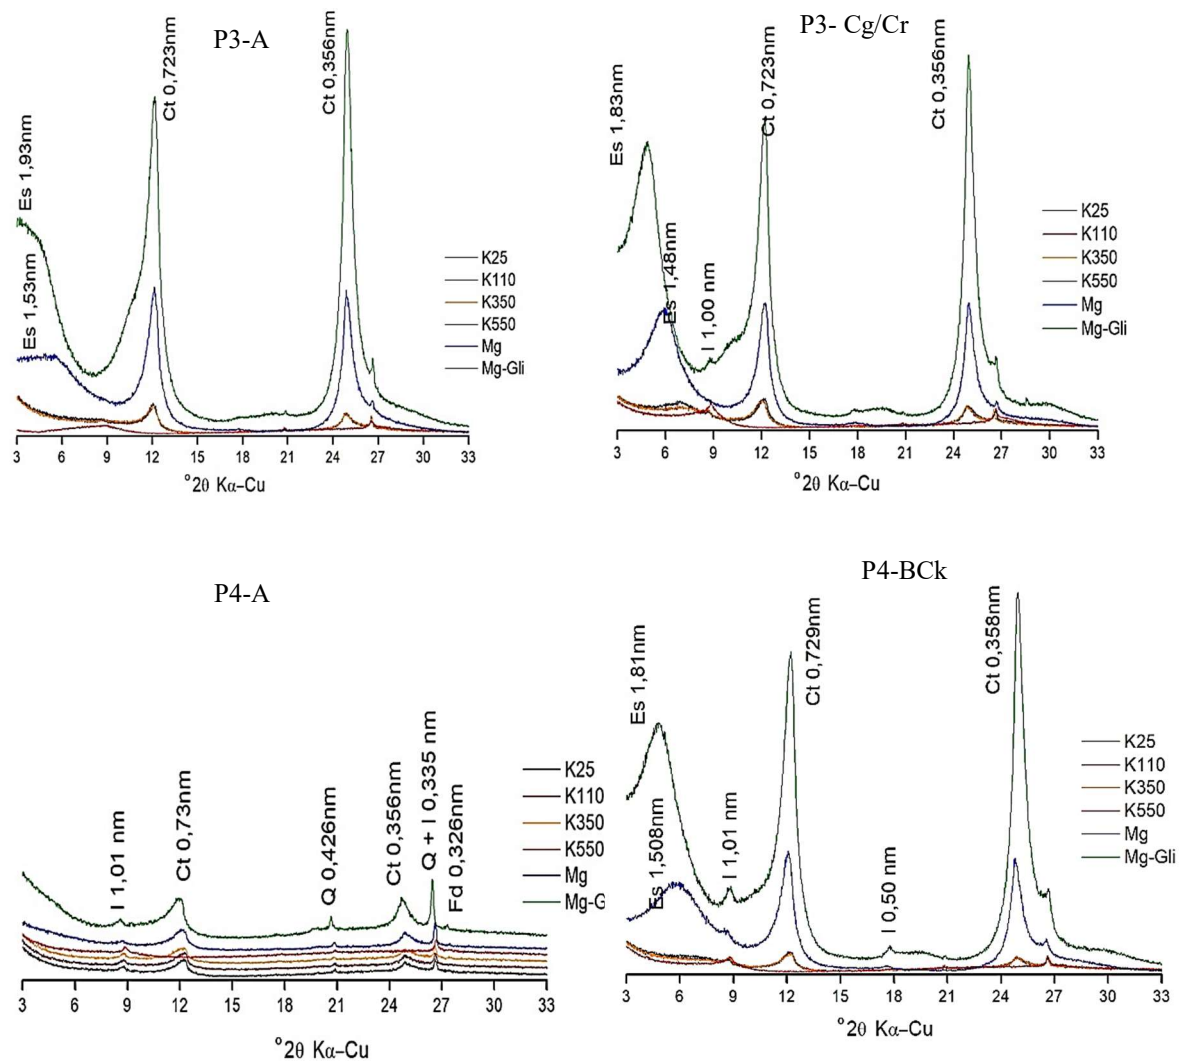 P3-A
Es 1,93nm
Es 1,53nm
Ct 0,723nm
Ct 0,356nm
K25
K110
K350
K550
Mg
Mg-Gli
3 6 9 12 15 18 21 24 27 30 33
°2θ Kα–Cu
P3- Cg/Cr
Es 1,83nm
Es 1,48nm
I 1,00 nm
Ct 0,723nm
Ct 0,356nm
K25
K110
K350
K550
Mg
Mg-Gli
3 6 9 12 15 18 21 24 27 30 33
°2θ Kα–Cu
P4-A
I 1,01 nm
Ct 0,73nm
Q 0,426nm
Ct 0,356nm
Q + I 0,335 nm
Fd 0,326nm
K25
K110
K350
K550
Mg
Mg-G
3 6 9 12 15 18 21 24 27 30 33
°2θ Kα–Cu
P4-BCk
Es 1,81nm
Es 1,508nm
I 1,01 nm
Ct 0,729nm
I 0,50 nm
Ct 0,358nm
K25
K110
K350
K550
Mg
Mg-Gli
3 6 9 12 15 18 21 24 27 30 33
°2θ Kα–Cu